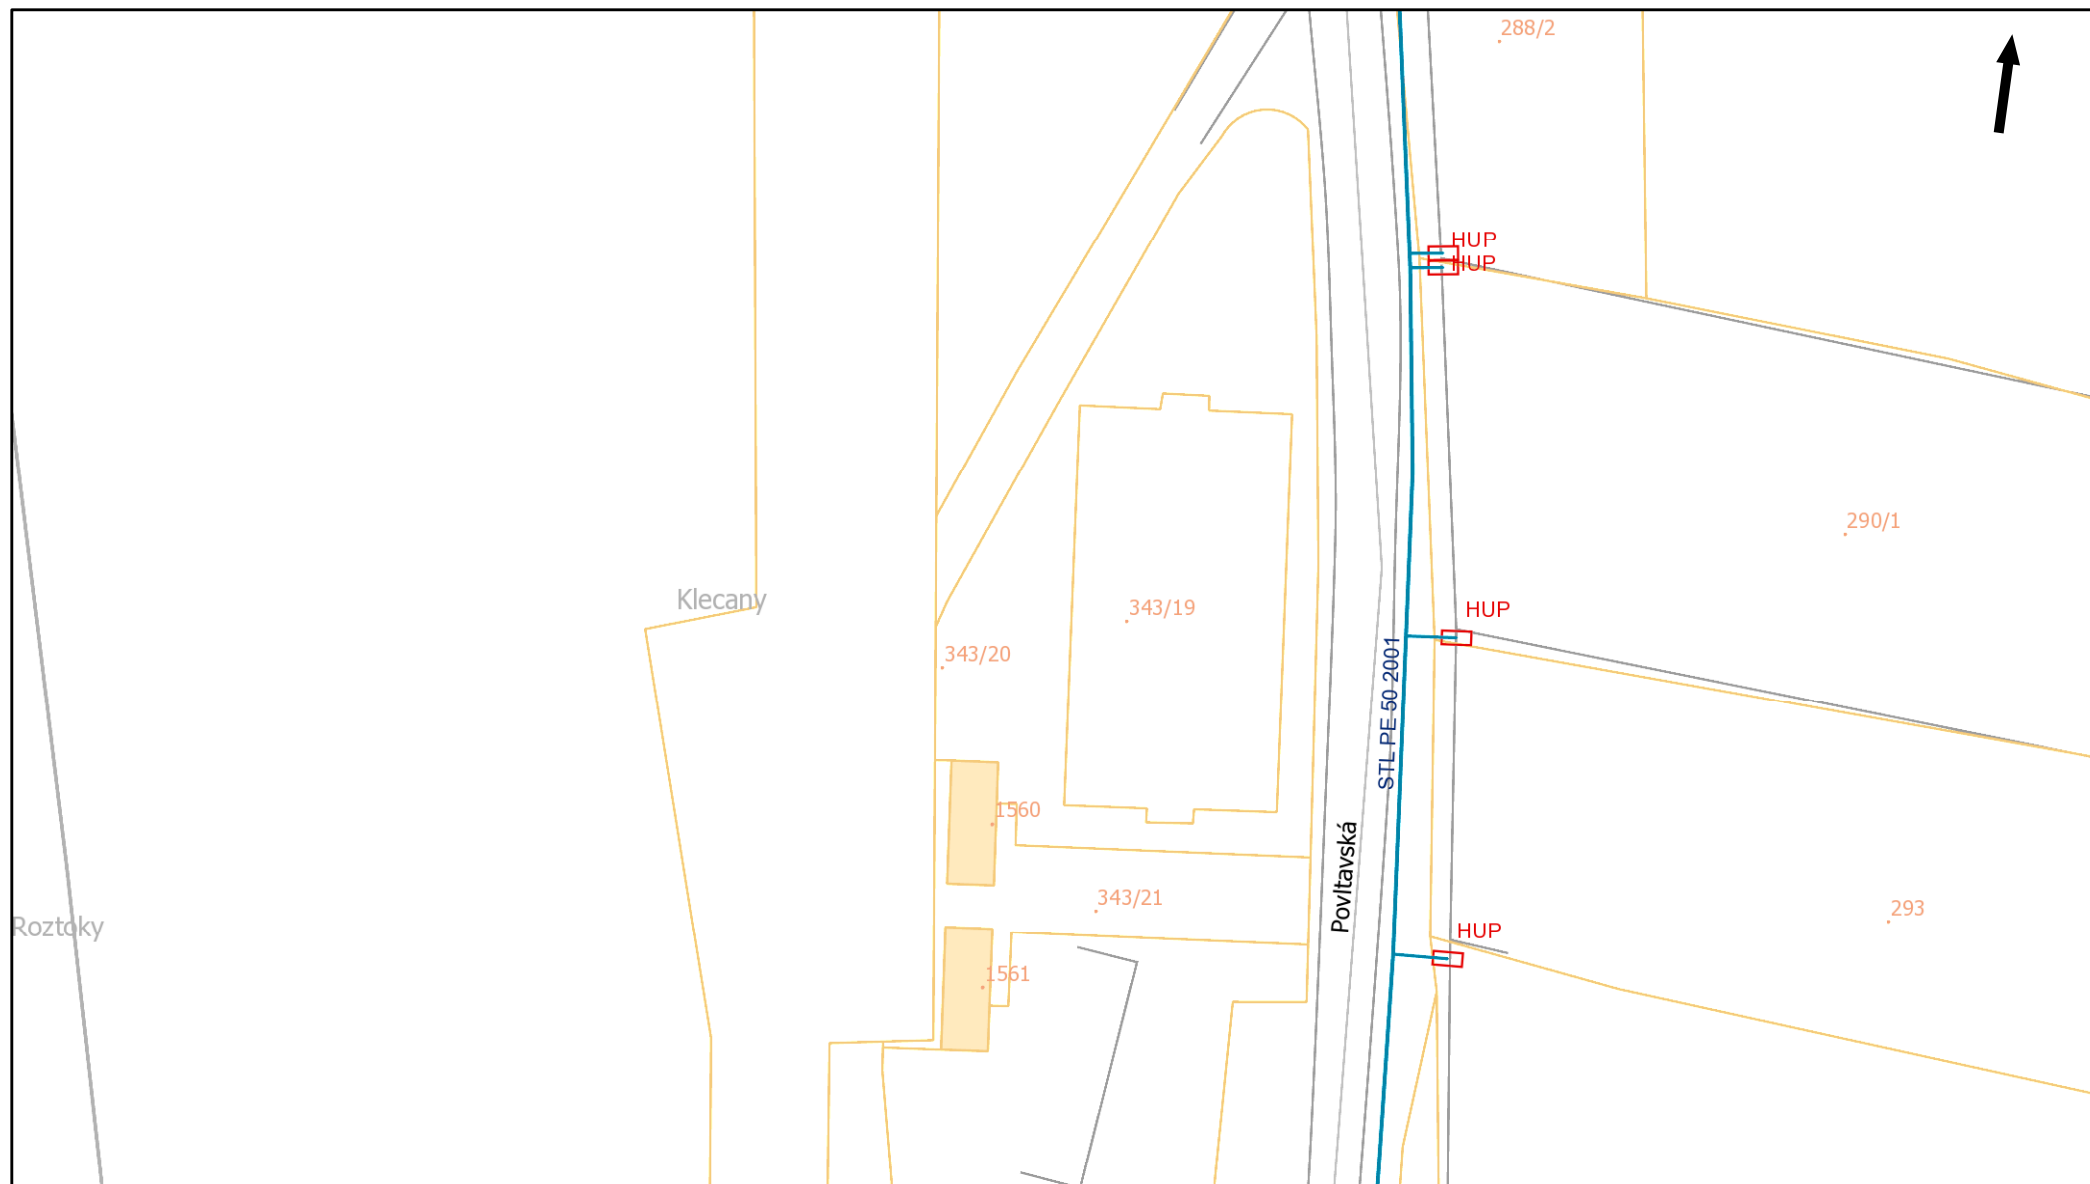 288/2
HUP
HUP
290/1
Klecany
343/19
HUP
343/20
STL PE 50 2001
1560
Povltavská
343/21
293
Roztoky
HUP
1561